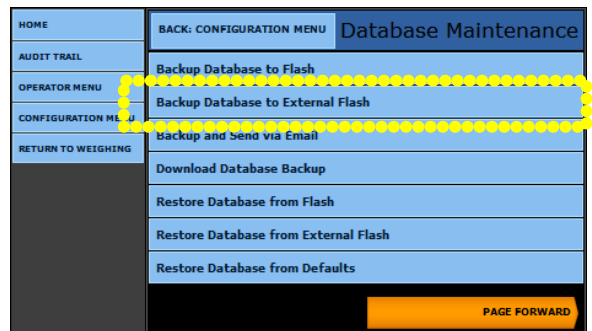 HOME
AUDIT TRAIL
OPERATOR MENU
CONFIGURATION MENU
RETURN TO WEIGHING
BACK: CONFIGURATION MENU
Database Maintenance
Backup Database to Flash
Backup Database to External Flash
Backup and Send via Email
Download Database Backup
Restore Database from Flash
Restore Database from External Flash
Restore Database from Defaults
PAGE FORWARD